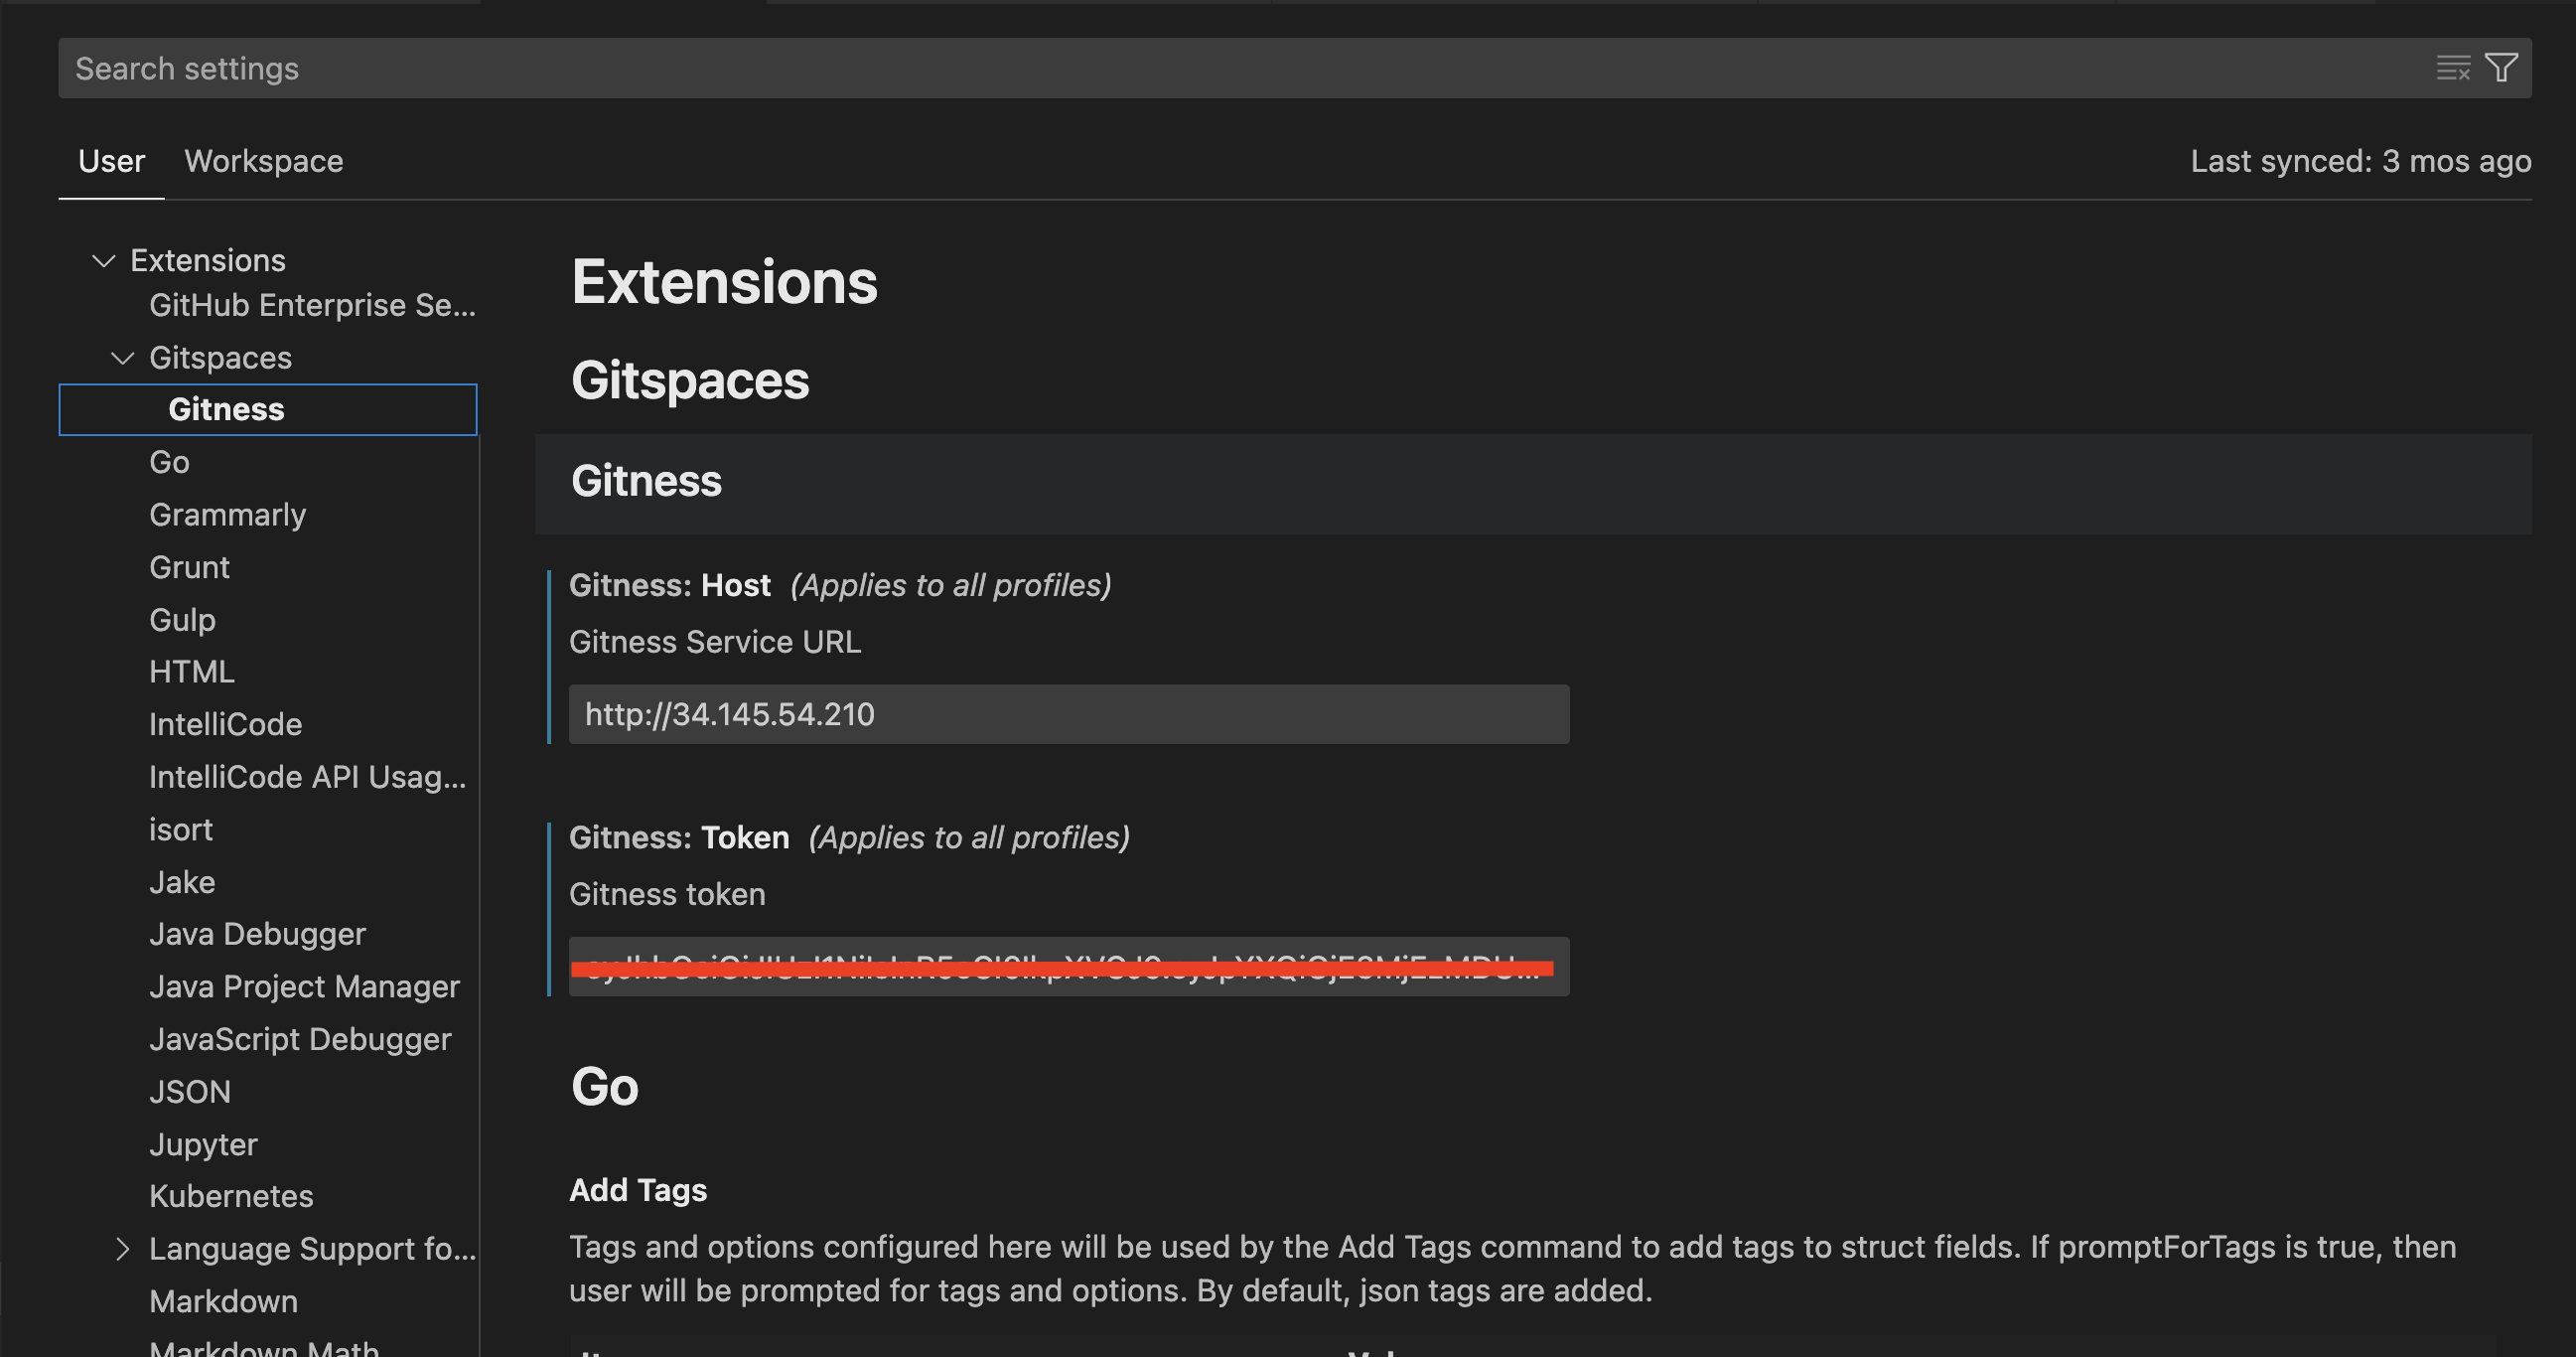 Search settings
User
Workspace
Last synced: 3 mos ago
Extensions
GitHub Enterprise Se...
Gitspaces
Gitness
Go
Grammarly
Grunt
Gulp
HTML
IntelliCode
IntelliCode API Usag...
isort
Jake
Java Debugger
Java Project Manager
JavaScript Debugger
JSON
Jupyter
Kubernetes
Language Support fo...
Markdown
Markdown Math
Extensions
Gitspaces
Gitness
Gitness: Host (Applies to all profiles)
Gitness Service URL
http://34.145.54.210
Gitness: Token (Applies to all profiles)
Gitness token
Go
Add Tags
Tags and options configured here will be used by the Add Tags command to add tags to struct fields. If promptForTags is true, then
user will be prompted for tags and options. By default, json tags are added.